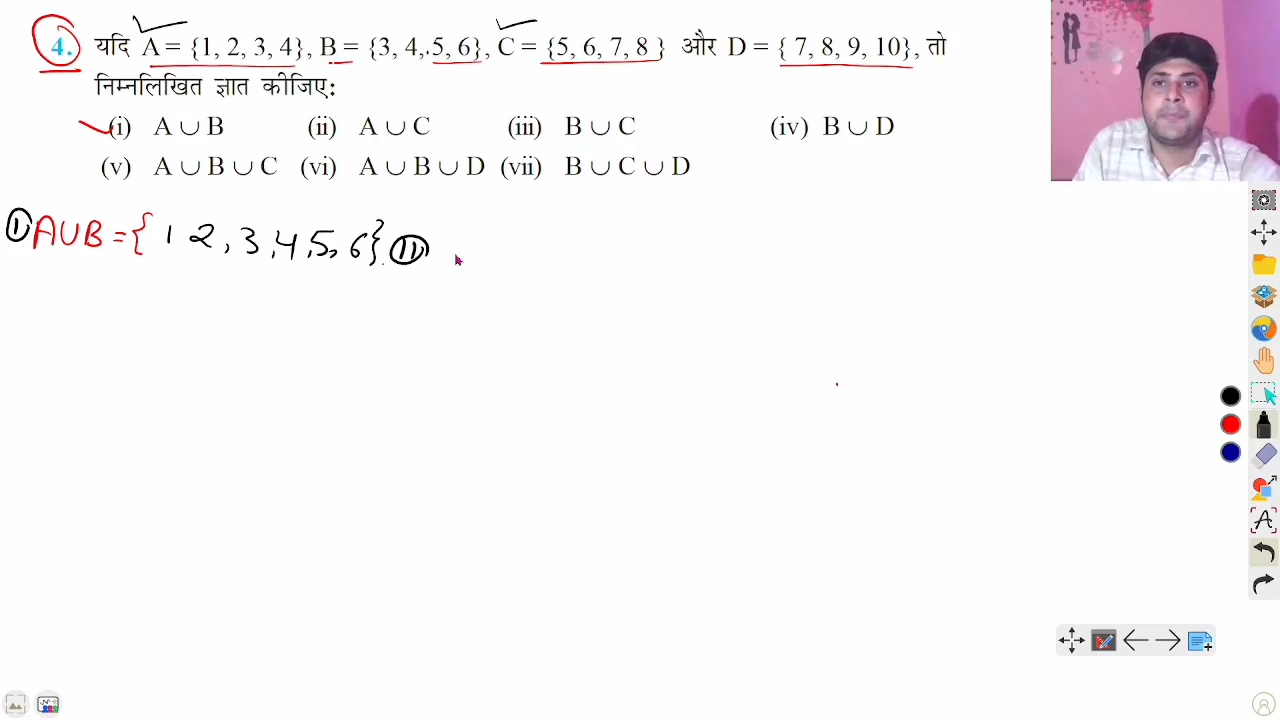 4. यदि A = {1, 2, 3, 4}, B = {3, 4, 5, 6}, C = {5, 6, 7, 8 } और D = { 7, 8, 9, 10}, तो
निम्नलिखित ज्ञात कीजिए:
(i) A ∪ B (ii) A ∪ C (iii) B ∪ C (iv) B ∪ D
(v) A ∪ B ∪ C (vi) A ∪ B ∪ D (vii) B ∪ C ∪ D
① A∪B = { 1 2, 3, 4, 5, 6}. ⑪